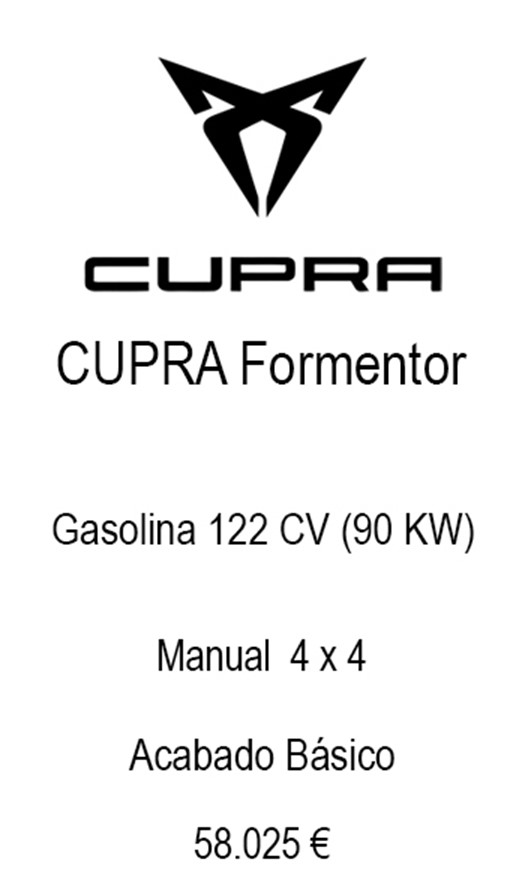 CUPRA
CUPRA Formentor
Gasolina 122 CV (90 KW)
Manual 4 x 4
Acabado Básico
58.025 €